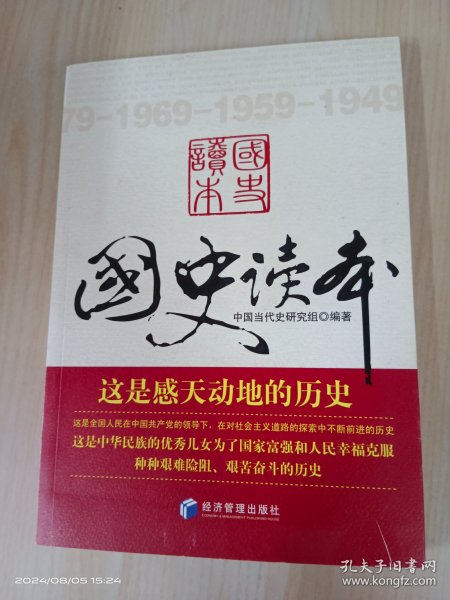 79-1969-1959-1949
國史
讀本
國史读本
中国当代史研究组◎编著
这是感天动地的历史
这是全国人民在中国共产党的领导下，在对社会主义道路的探索中不断前进的历史
这是中华民族的优秀儿女为了国家富强和人民幸福克服
种种艰难险阻、艰苦奋斗的历史
经济管理出版社
ECONOMY & MANAGEMENT PUBLISHING HOUSE
2024/08/05 15:24
孔夫子旧书网
www.kongfz.com